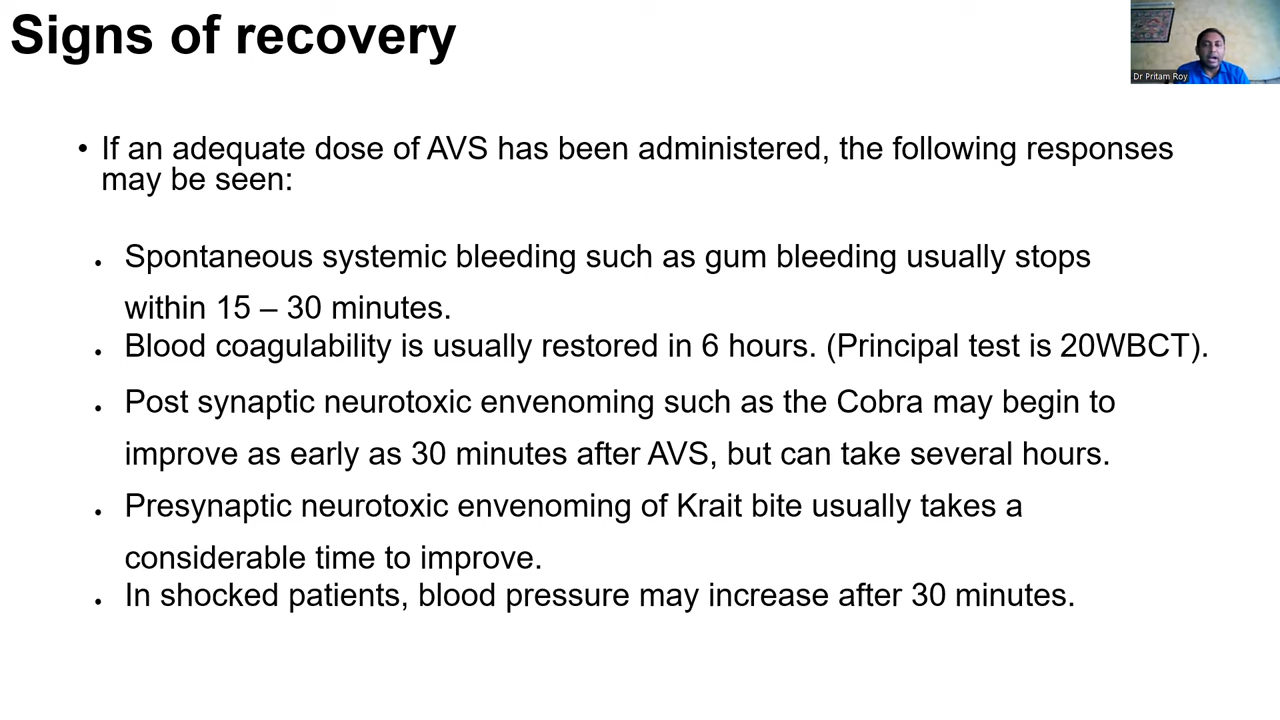 Signs of recovery
Dr Pritam Roy
• If an adequate dose of AVS has been administered, the following responses
may be seen:
• Spontaneous systemic bleeding such as gum bleeding usually stops
within 15 – 30 minutes.
• Blood coagulability is usually restored in 6 hours. (Principal test is 20WBCT).
• Post synaptic neurotoxic envenoming such as the Cobra may begin to
improve as early as 30 minutes after AVS, but can take several hours.
• Presynaptic neurotoxic envenoming of Krait bite usually takes a
considerable time to improve.
• In shocked patients, blood pressure may increase after 30 minutes.